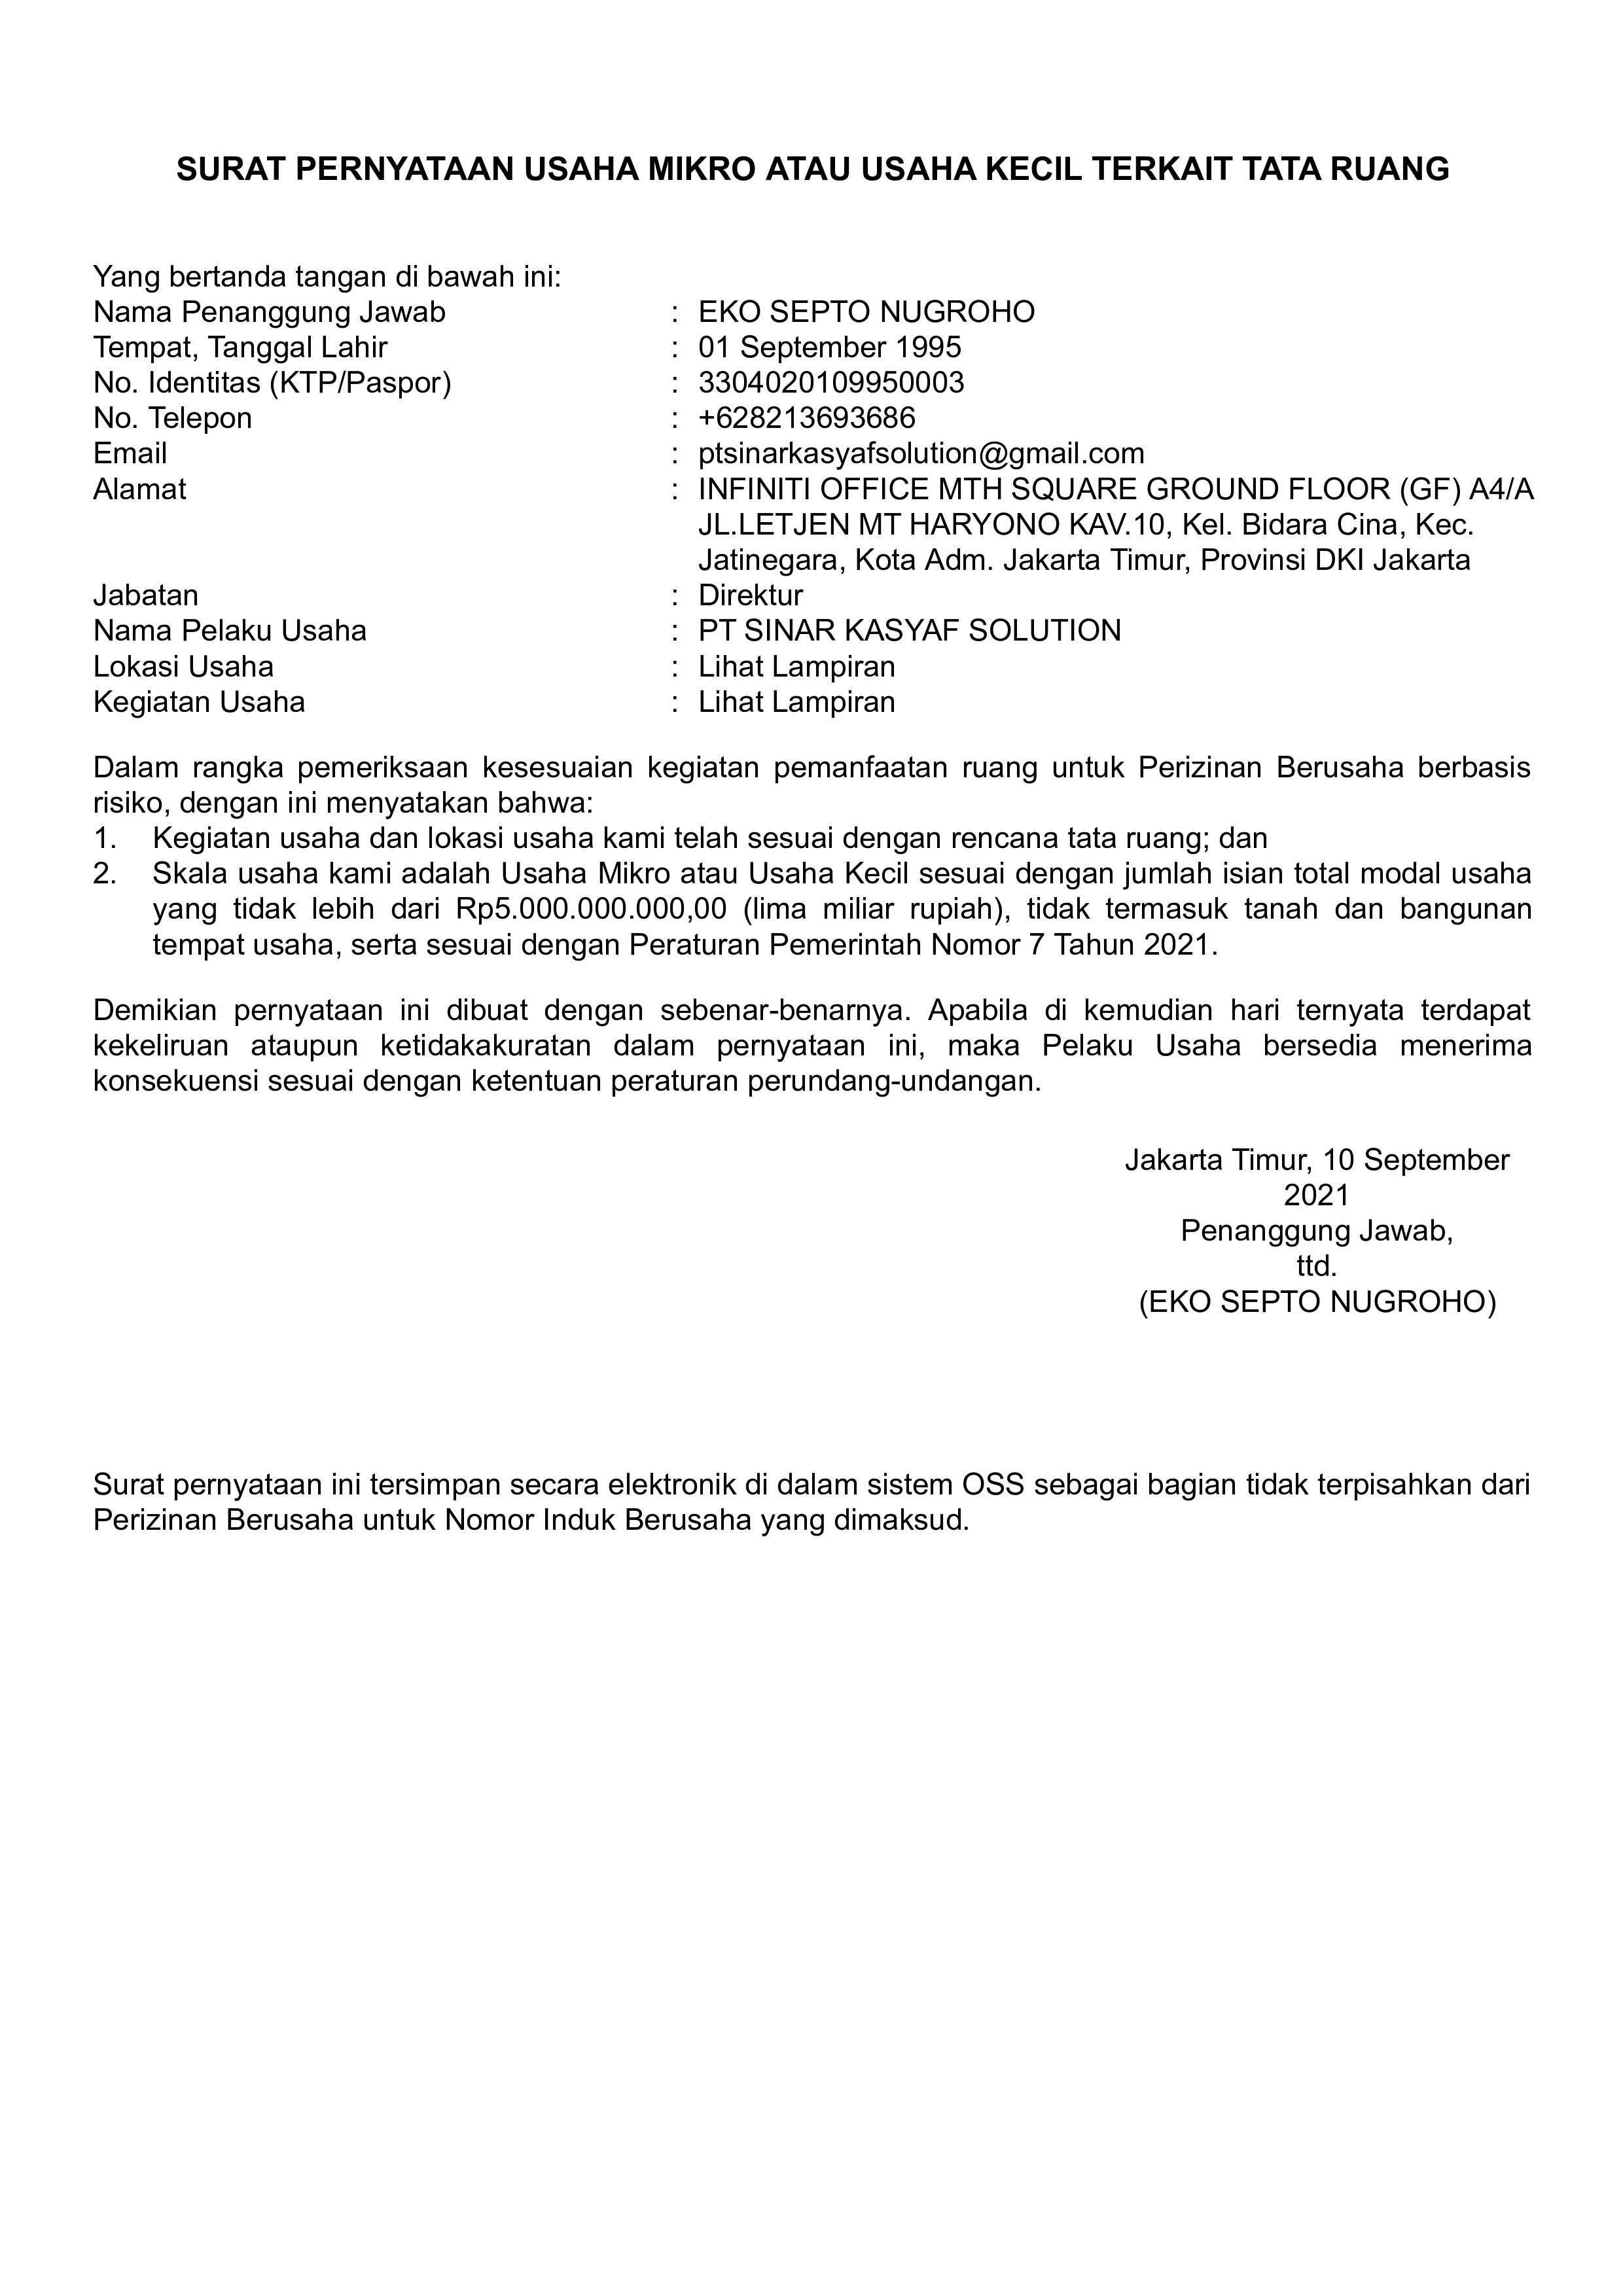 SURAT PERNYATAAN USAHA MIKRO ATAU USAHA KECIL TERKAIT TATA RUANG
Yang bertanda tangan di bawah ini:
Nama Penanggung Jawab : EKO SEPTO NUGROHO
Tempat, Tanggal Lahir : 01 September 1995
No. Identitas (KTP/Paspor) : 3304020109950003
No. Telepon : +628213693686
Email : ptsinarkasyafsolution@gmail.com
Alamat : INFINITI OFFICE MTH SQUARE GROUND FLOOR (GF) A4/A
JL.LETJEN MT HARYONO KAV.10, Kel. Bidara Cina, Kec.
Jatinegara, Kota Adm. Jakarta Timur, Provinsi DKI Jakarta
Jabatan : Direktur
Nama Pelaku Usaha : PT SINAR KASYAF SOLUTION
Lokasi Usaha : Lihat Lampiran
Kegiatan Usaha : Lihat Lampiran
Dalam rangka pemeriksaan kesesuaian kegiatan pemanfaatan ruang untuk Perizinan Berusaha berbasis
risiko, dengan ini menyatakan bahwa:
1. Kegiatan usaha dan lokasi usaha kami telah sesuai dengan rencana tata ruang; dan
2. Skala usaha kami adalah Usaha Mikro atau Usaha Kecil sesuai dengan jumlah isian total modal usaha
yang tidak lebih dari Rp5.000.000.000,00 (lima miliar rupiah), tidak termasuk tanah dan bangunan
tempat usaha, serta sesuai dengan Peraturan Pemerintah Nomor 7 Tahun 2021.
Demikian pernyataan ini dibuat dengan sebenar-benarnya. Apabila di kemudian hari ternyata terdapat
kekeliruan ataupun ketidakakuratan dalam pernyataan ini, maka Pelaku Usaha bersedia menerima
konsekuensi sesuai dengan ketentuan peraturan perundang-undangan.
Jakarta Timur, 10 September
2021
Penanggung Jawab,
ttd.
(EKO SEPTO NUGROHO)
Surat pernyataan ini tersimpan secara elektronik di dalam sistem OSS sebagai bagian tidak terpisahkan dari
Perizinan Berusaha untuk Nomor Induk Berusaha yang dimaksud.